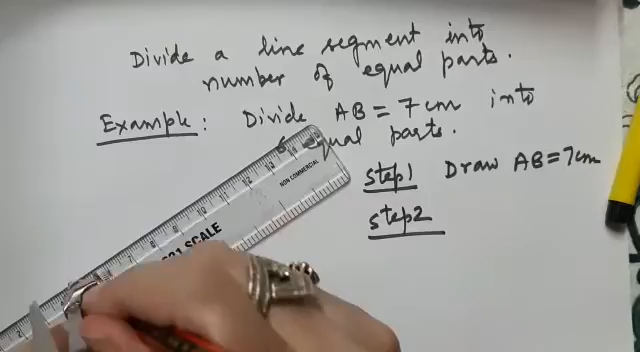 Divide a line segment into
number of equal parts.
Example: Divide AB = 7cm into
6 equal parts.
step1 Draw AB=7cm
step2
NON COMMERCIAL
SCALE